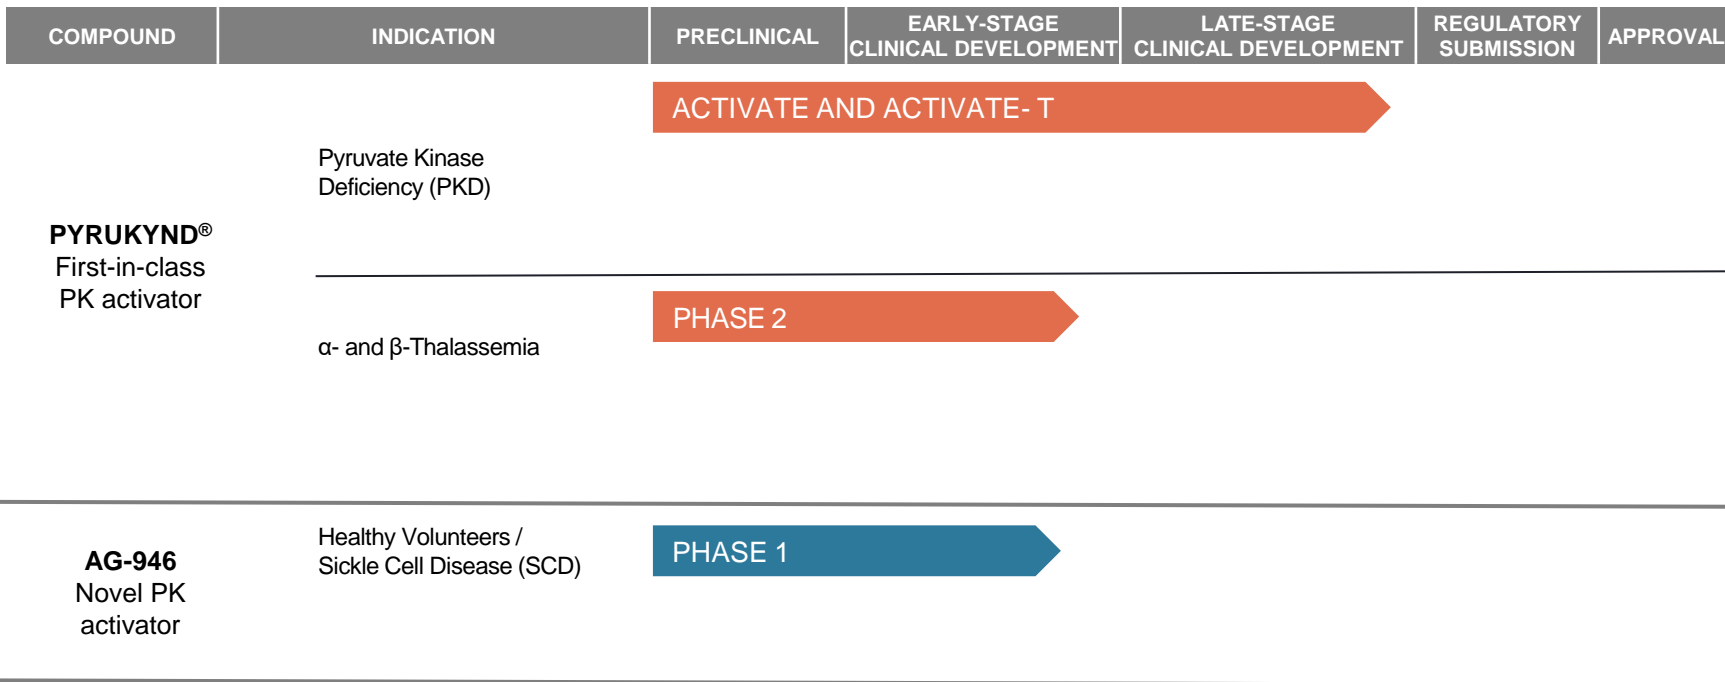 COMPOUND
INDICATION
PRECLINICAL
EARLY-STAGE
CLINICAL DEVELOPMENT
LATE-STAGE
CLINICAL DEVELOPMENT
REGULATORY
SUBMISSION
APPROVAL
PYRUKYND®
First-in-class
PK activator
Pyruvate Kinase
Deficiency (PKD)
ACTIVATE AND ACTIVATE- T
α- and β-Thalassemia
PHASE 2
AG-946
Novel PK
activator
Healthy Volunteers /
Sickle Cell Disease (SCD)
PHASE 1